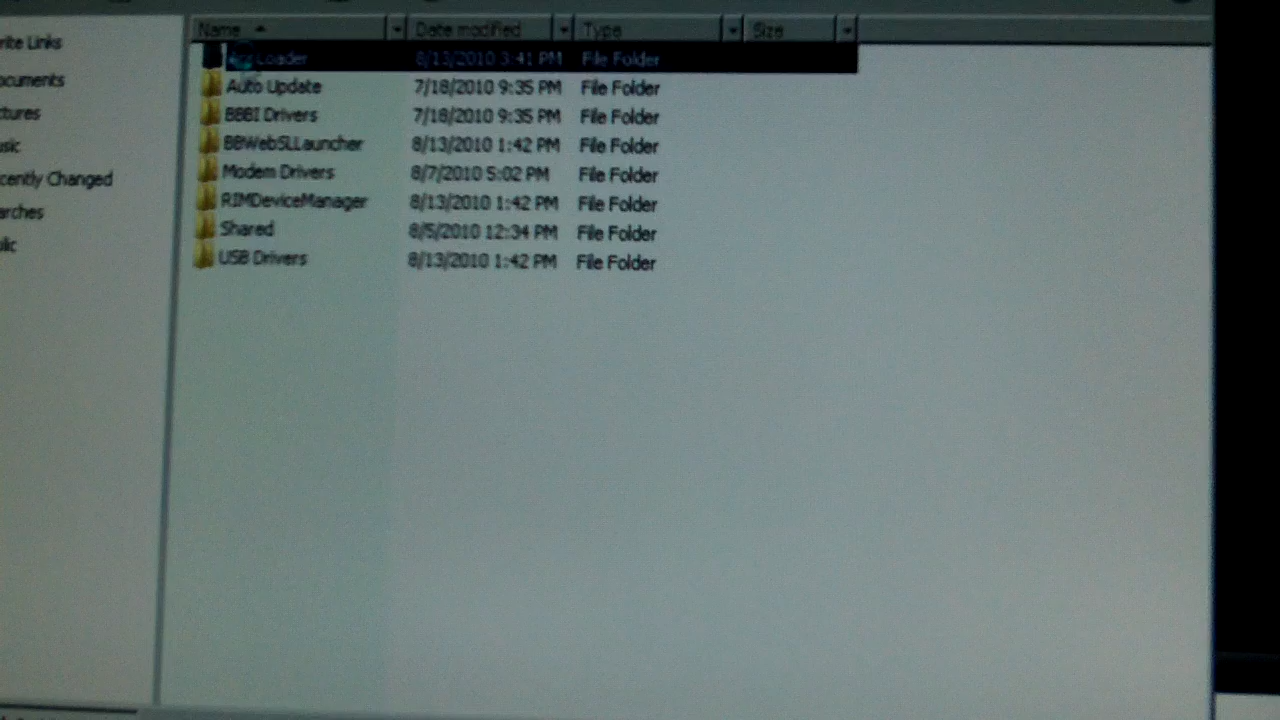 Name Date modified Type Size
Loader 8/13/2010 3:41 PM File Folder
Auto Update 7/18/2010 9:35 PM File Folder
BBBI Drivers 7/18/2010 9:35 PM File Folder
BBWebSLLauncher 8/13/2010 1:42 PM File Folder
Modem Drivers 8/7/2010 5:02 PM File Folder
RIMDeviceManager 8/13/2010 1:42 PM File Folder
Shared 8/5/2010 12:34 PM File Folder
USB Drivers 8/13/2010 1:42 PM File Folder
rite Links
ocuments
ctures
usic
cently Changed
arches
blic